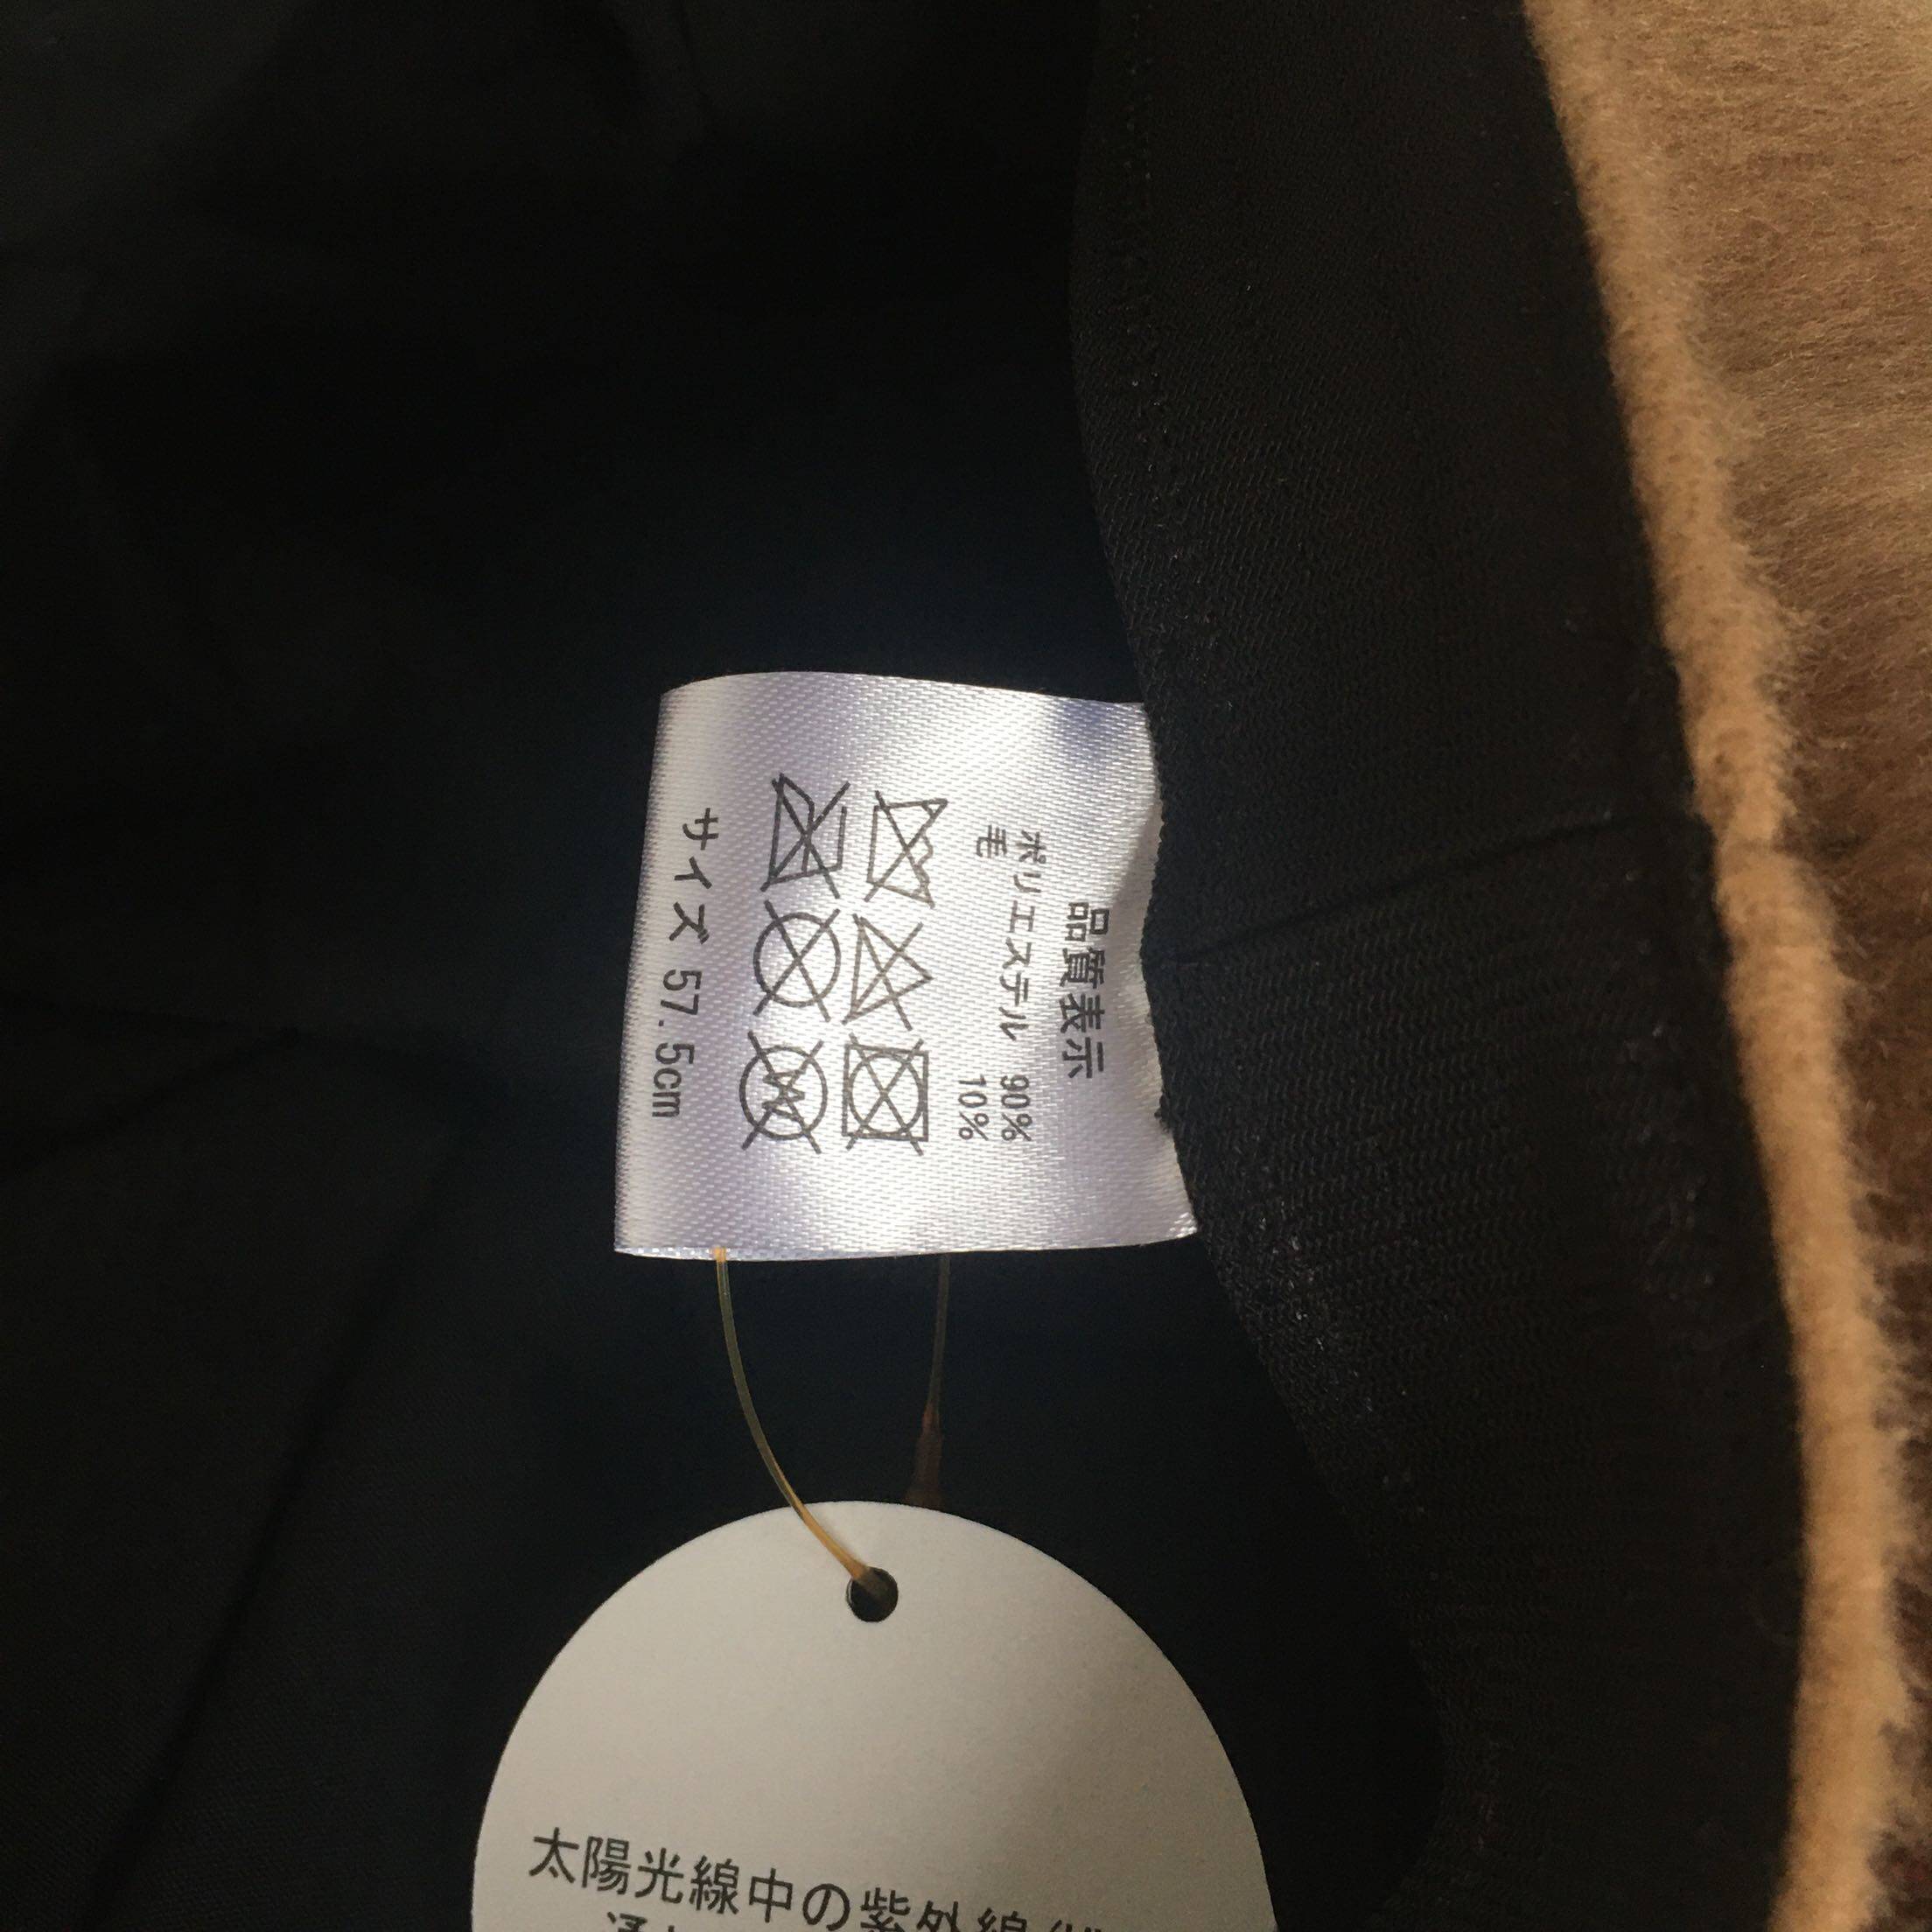 品質表示
ポリエステル 90%
毛 10%
サイズ 57.5cm
太陽光線中の紫外線